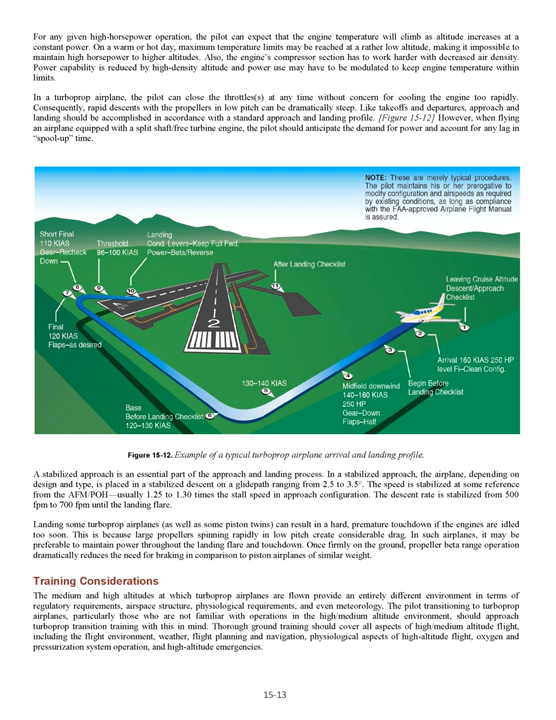 For any given high-horsepower operation, the pilot can expect that the engine temperature will climb as altitude increases at a
constant power. On a warm or hot day, maximum temperature limits may be reached at a rather low altitude, making it impossible to
maintain high horsepower to higher altitudes. Also, the engine's compressor section has to work harder with decreased air density.
Power capability is reduced by high-density altitude and power use may have to be modulated to keep engine temperature within
limits.
In a turboprop airplane, the pilot can close the throttles(s) at any time without concern for cooling the engine too rapidly.
Consequently, rapid descents with the propellers in low pitch can be dramatically steep. Like takeoffs and departures, approach and
landing should be accomplished in accordance with a standard approach and landing profile. [Figure 15-12] However, when flying
an airplane equipped with a split shaft/free turbine engine, the pilot should anticipate the demand for power and account for any lag in
“spool-up” time.
NOTE: These are merely typical procedures.
The pilot maintains his or her prerogative to
modify configuration and airspeeds as required
by existing conditions, as long as compliance
with the FAA-approved Airplane Flight Manual
is assured.
Short Final
110 KIAS
Gear–Recheck
Down
Threshold
96–100 KIAS
Landing
Cond. Levers–Keep Full Fwd.
Power–Beta/Reverse
After Landing Checklist
Leaving Cruise Altitude
Descent/Approach
Checklist
8
9
10
7
11
2
1
2
3
4
5
6
Final
120 KIAS
Flaps–as desired
Arrival 160 KIAS 250 HP
level Fl–Clean Config.
Begin Before
Landing Checklist
130–140 KIAS
Midfield downwind
140–160 KIAS
250 HP
Gear–Down
Flaps–Half
Base
Before Landing Checklist
120–130 KIAS
Figure 15-12. Example of a typical turboprop airplane arrival and landing profile.
A stabilized approach is an essential part of the approach and landing process. In a stabilized approach, the airplane, depending on
design and type, is placed in a stabilized descent on a glidepath ranging from 2.5 to 3.5°. The speed is stabilized at some reference
from the AFM/POH—usually 1.25 to 1.30 times the stall speed in approach configuration. The descent rate is stabilized from 500
fpm to 700 fpm until the landing flare.
Landing some turboprop airplanes (as well as some piston twins) can result in a hard, premature touchdown if the engines are idled
too soon. This is because large propellers spinning rapidly in low pitch create considerable drag. In such airplanes, it may be
preferable to maintain power throughout the landing flare and touchdown. Once firmly on the ground, propeller beta range operation
dramatically reduces the need for braking in comparison to piston airplanes of similar weight.
Training Considerations
The medium and high altitudes at which turboprop airplanes are flown provide an entirely different environment in terms of
regulatory requirements, airspace structure, physiological requirements, and even meteorology. The pilot transitioning to turboprop
airplanes, particularly those who are not familiar with operations in the high/medium altitude environment, should approach
turboprop transition training with this in mind. Thorough ground training should cover all aspects of high/medium altitude flight,
including the flight environment, weather, flight planning and navigation, physiological aspects of high-altitude flight, oxygen and
pressurization system operation, and high-altitude emergencies.
15-13